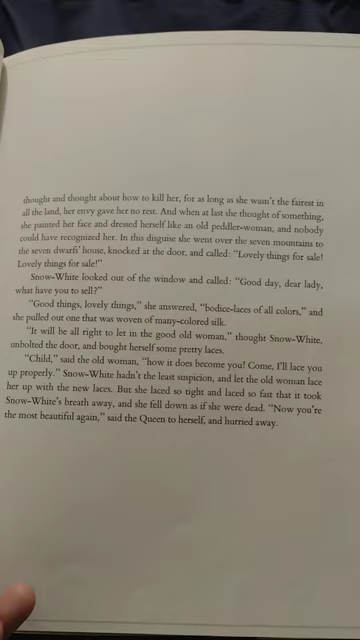 thought and thought about how to kill her, for as long as she wasn't the fairest in
all the land, her envy gave her no rest. And when at last she thought of something,
she painted her face and dressed herself like an old peddler-woman, and nobody
could have recognized her. In this disguise she went over the seven mountains to
the seven dwarfs' house, knocked at the door, and called: "Lovely things for sale!
Lovely things for sale!"
Snow-White looked out of the window and called: "Good day, dear lady,
what have you to sell?"
"Good things, lovely things," she answered, "bodice-laces of all colors," and
she pulled out one that was woven of many-colored silk.
"It will be all right to let in the good old woman," thought Snow-White,
unbolted the door, and bought herself some pretty laces.
"Child," said the old woman, "how it does become you! Come, I'll lace you
up properly." Snow-White hadn't the least suspicion, and let the old woman lace
her up with the new laces. But she laced so tight and laced so fast that it took
Snow-White's breath away, and she fell down as if she were dead. "Now you're
the most beautiful again," said the Queen to herself, and hurried away.